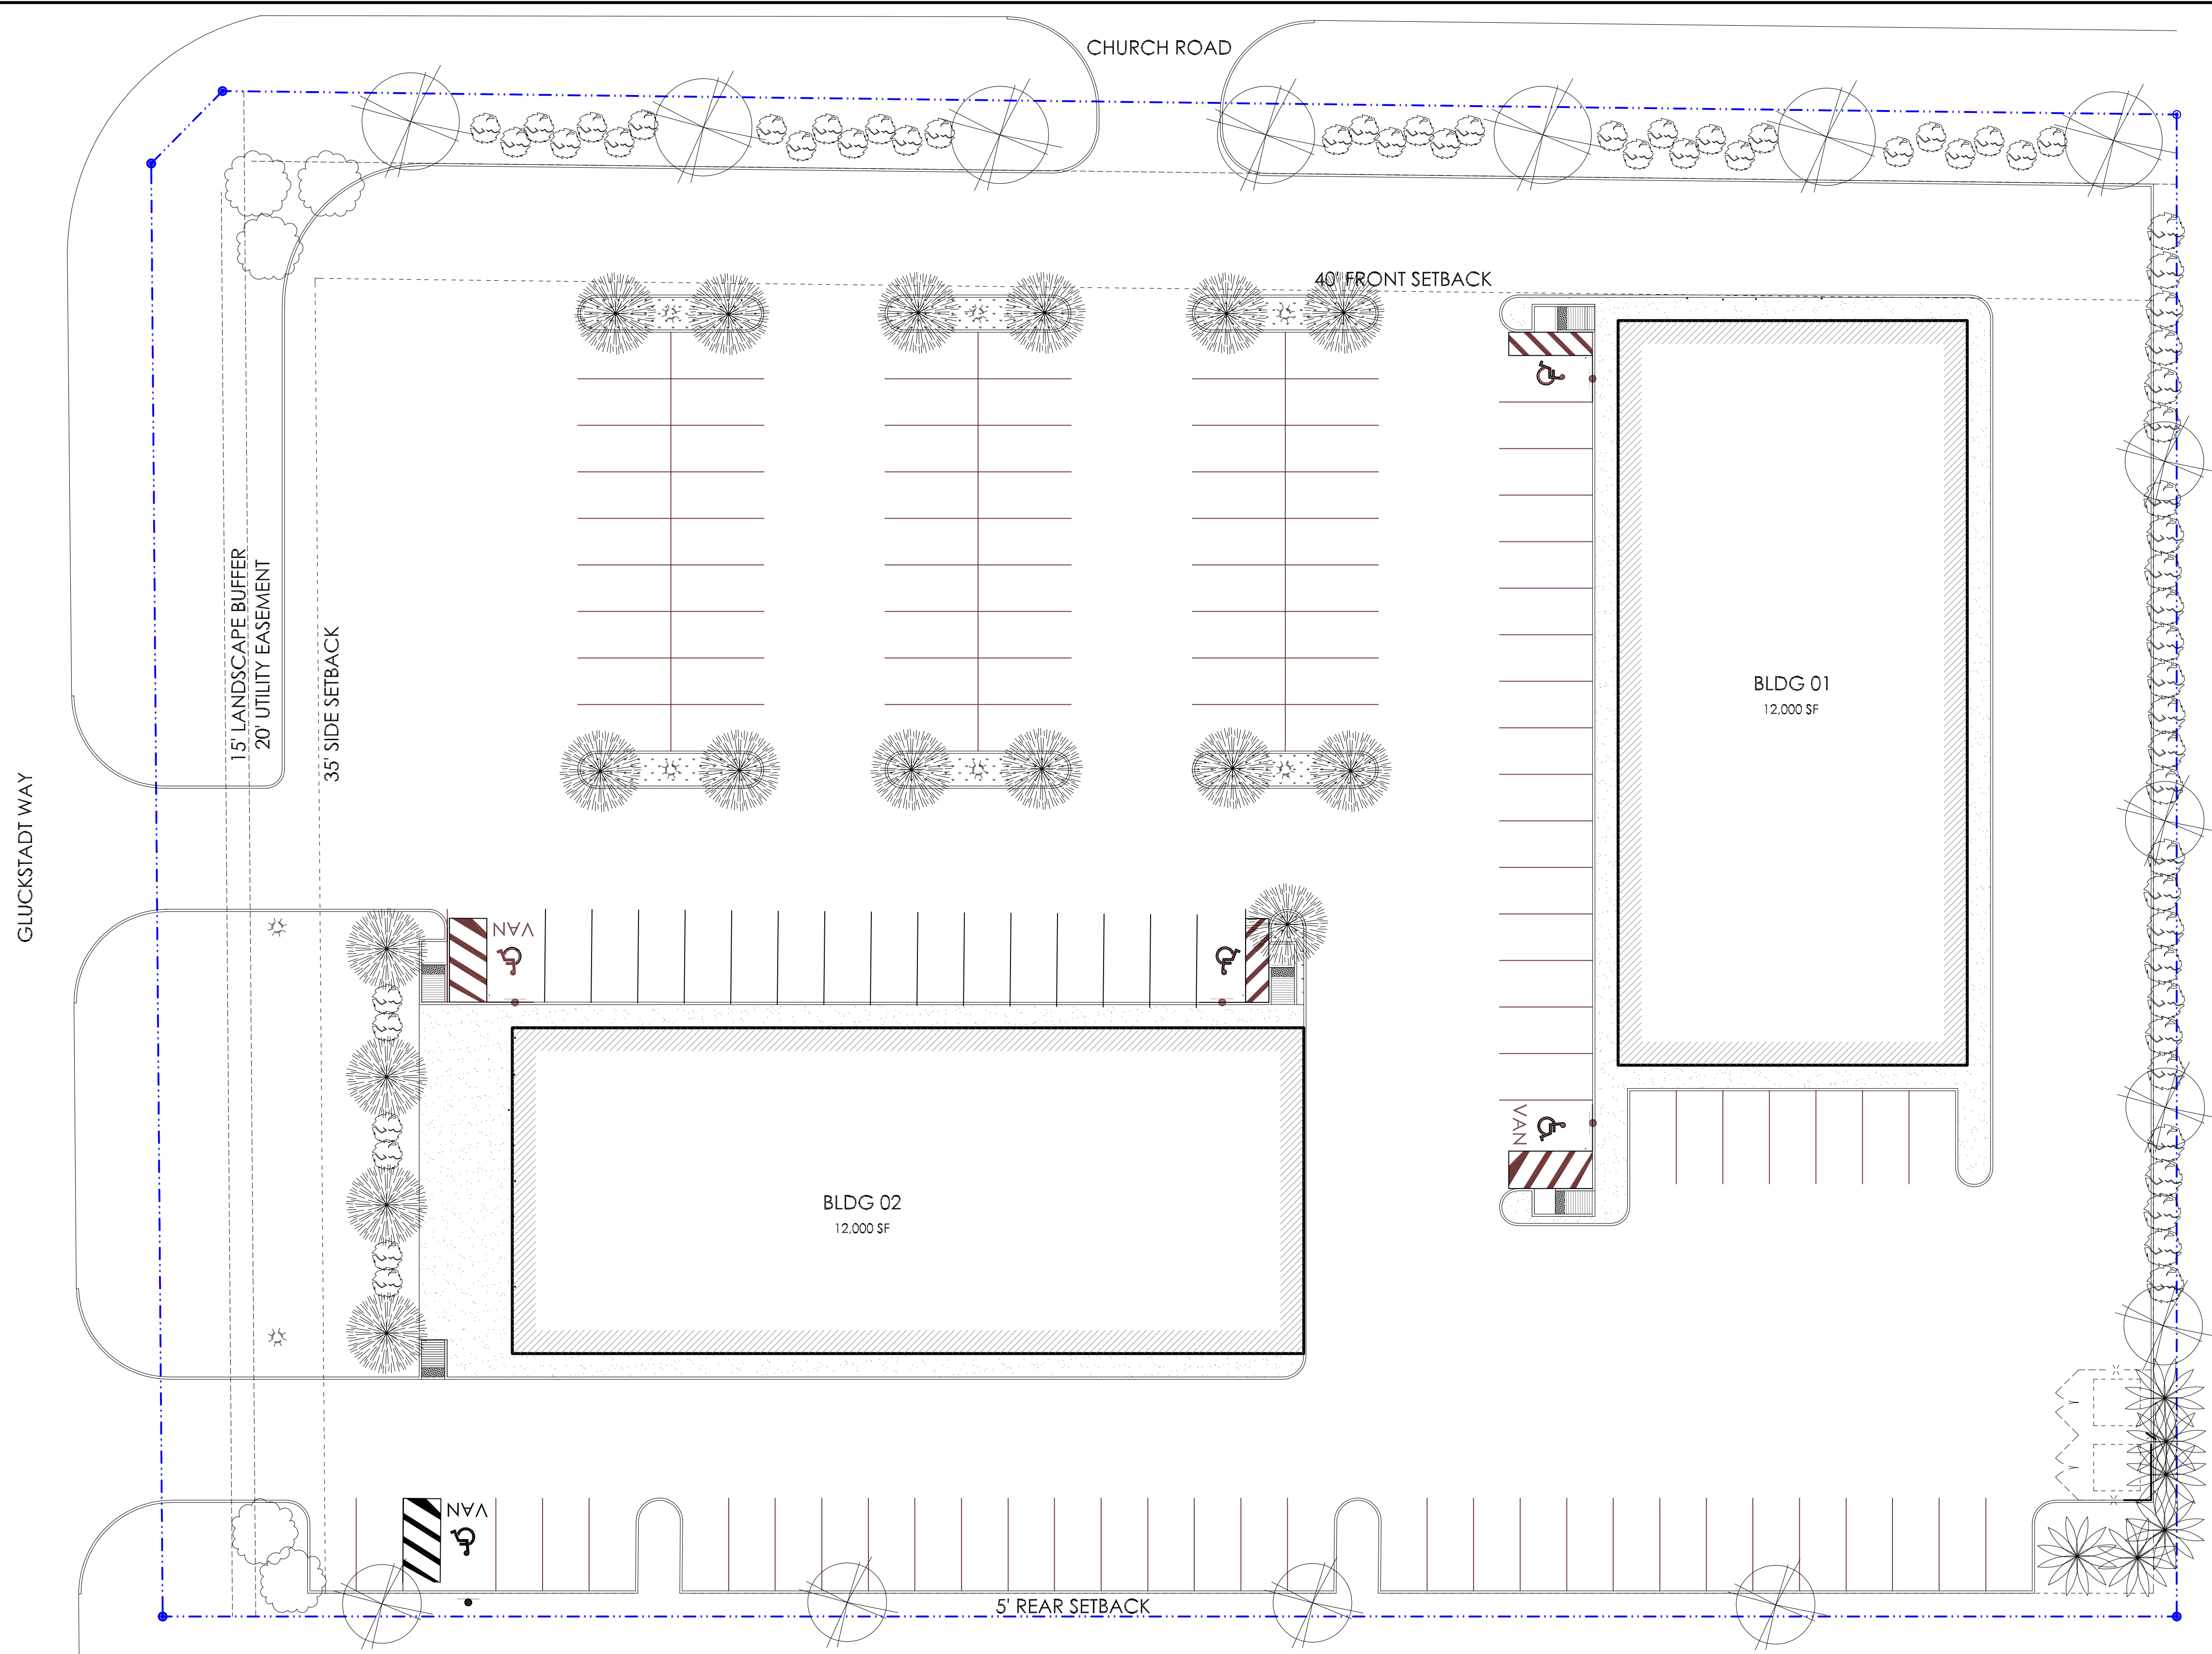 CHURCH ROAD
40' FRONT SETBACK
15' LANDSCAPE BUFFER
20' UTILITY EASEMENT
35' SIDE SETBACK
GLUCKSTADT WAY
BLDG 01
12,000 SF
VAN
VAN
BLDG 02
12,000 SF
VAN
5' REAR SETBACK